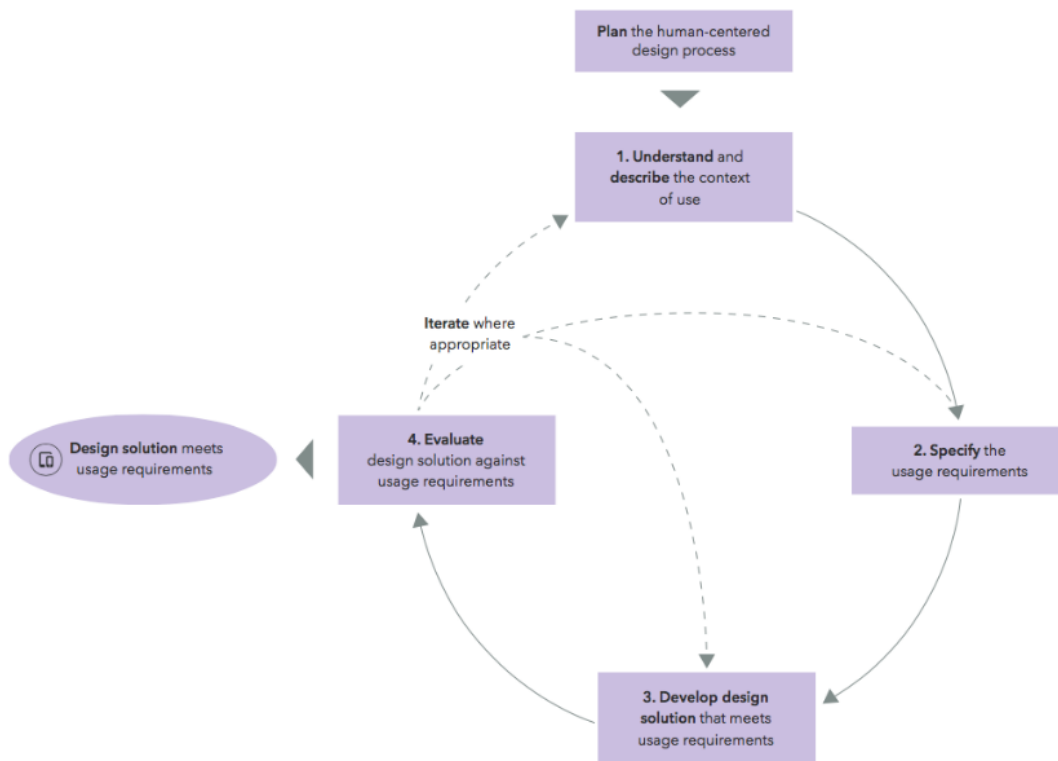 Plan the human-centered
design process
1. Understand and
describe the context
of use
Iterate where
appropriate
2. Specify the
usage requirements
3. Develop design
solution that meets
usage requirements
4. Evaluate
design solution against
usage requirements
Design solution meets
usage requirements